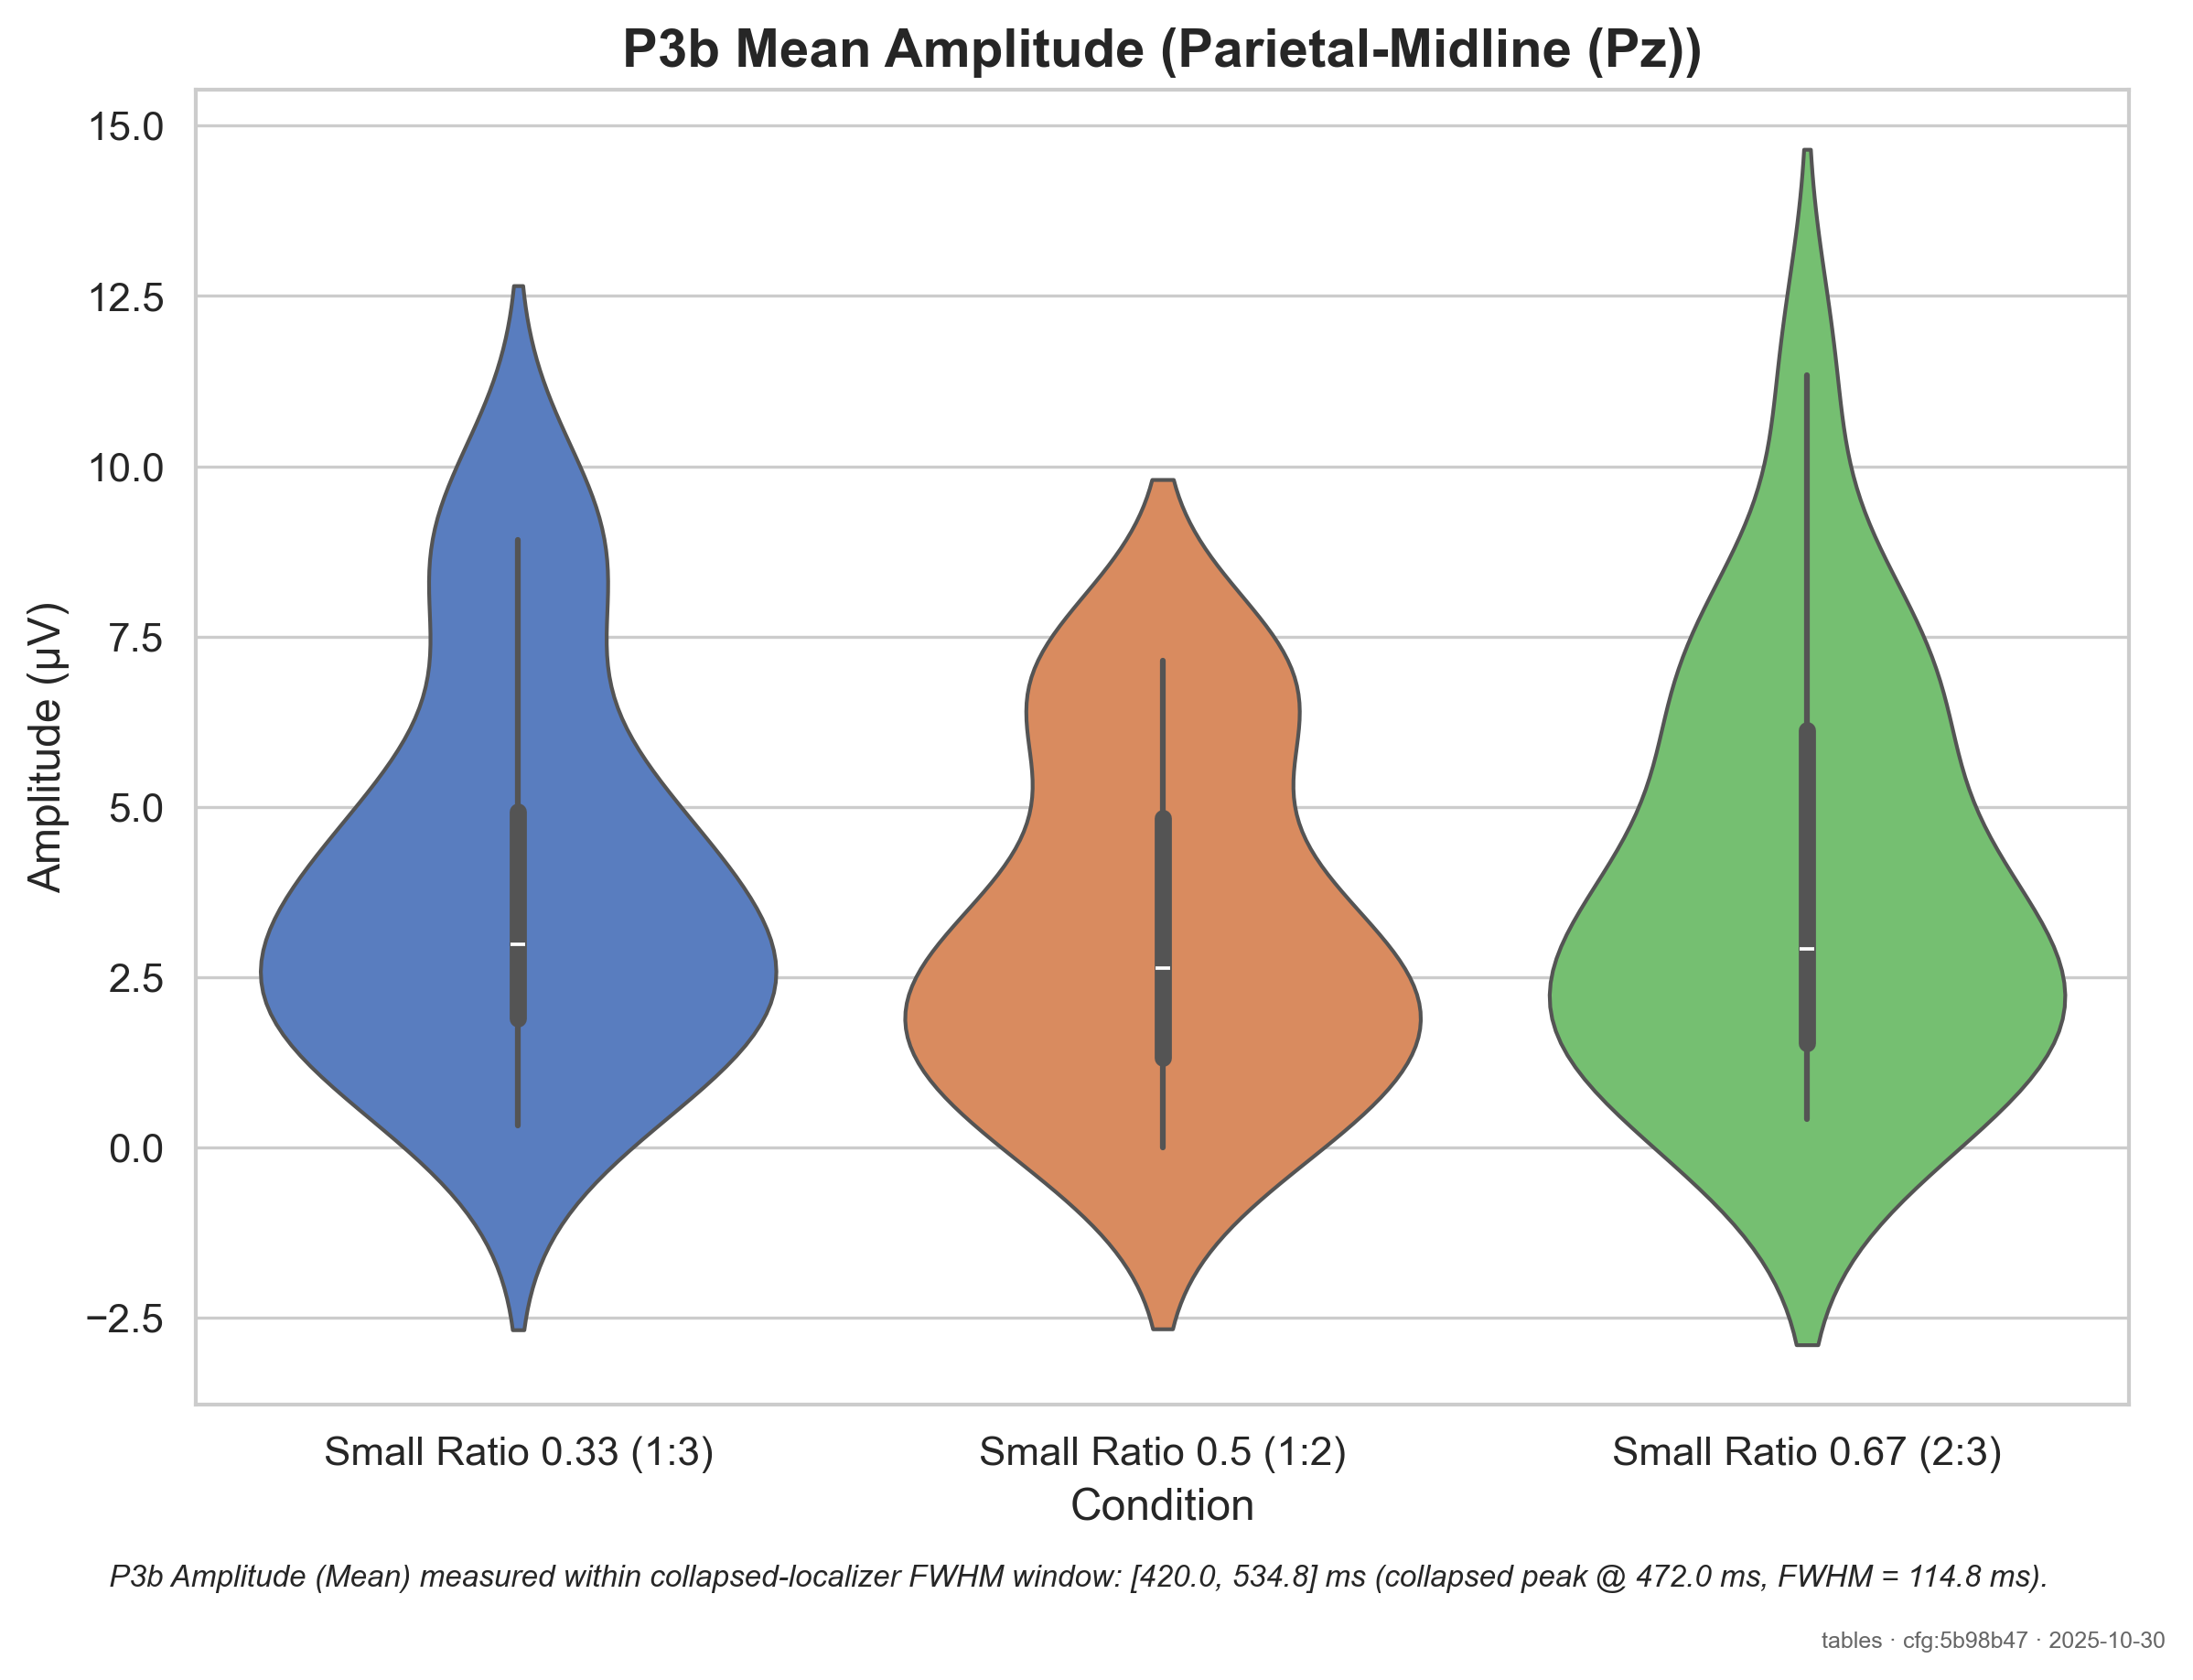 P3b Mean Amplitude (Parietal-Midline (Pz))
15.0
12.5
10.0
7.5
5.0
2.5
0.0
−2.5
Amplitude (µV)
Small Ratio 0.33 (1:3)
Small Ratio 0.5 (1:2)
Small Ratio 0.67 (2:3)
Condition
P3b Amplitude (Mean) measured within collapsed-localizer FWHM window: [420.0, 534.8] ms (collapsed peak @ 472.0 ms, FWHM = 114.8 ms).
tables · cfg:5b98b47 · 2025-10-30